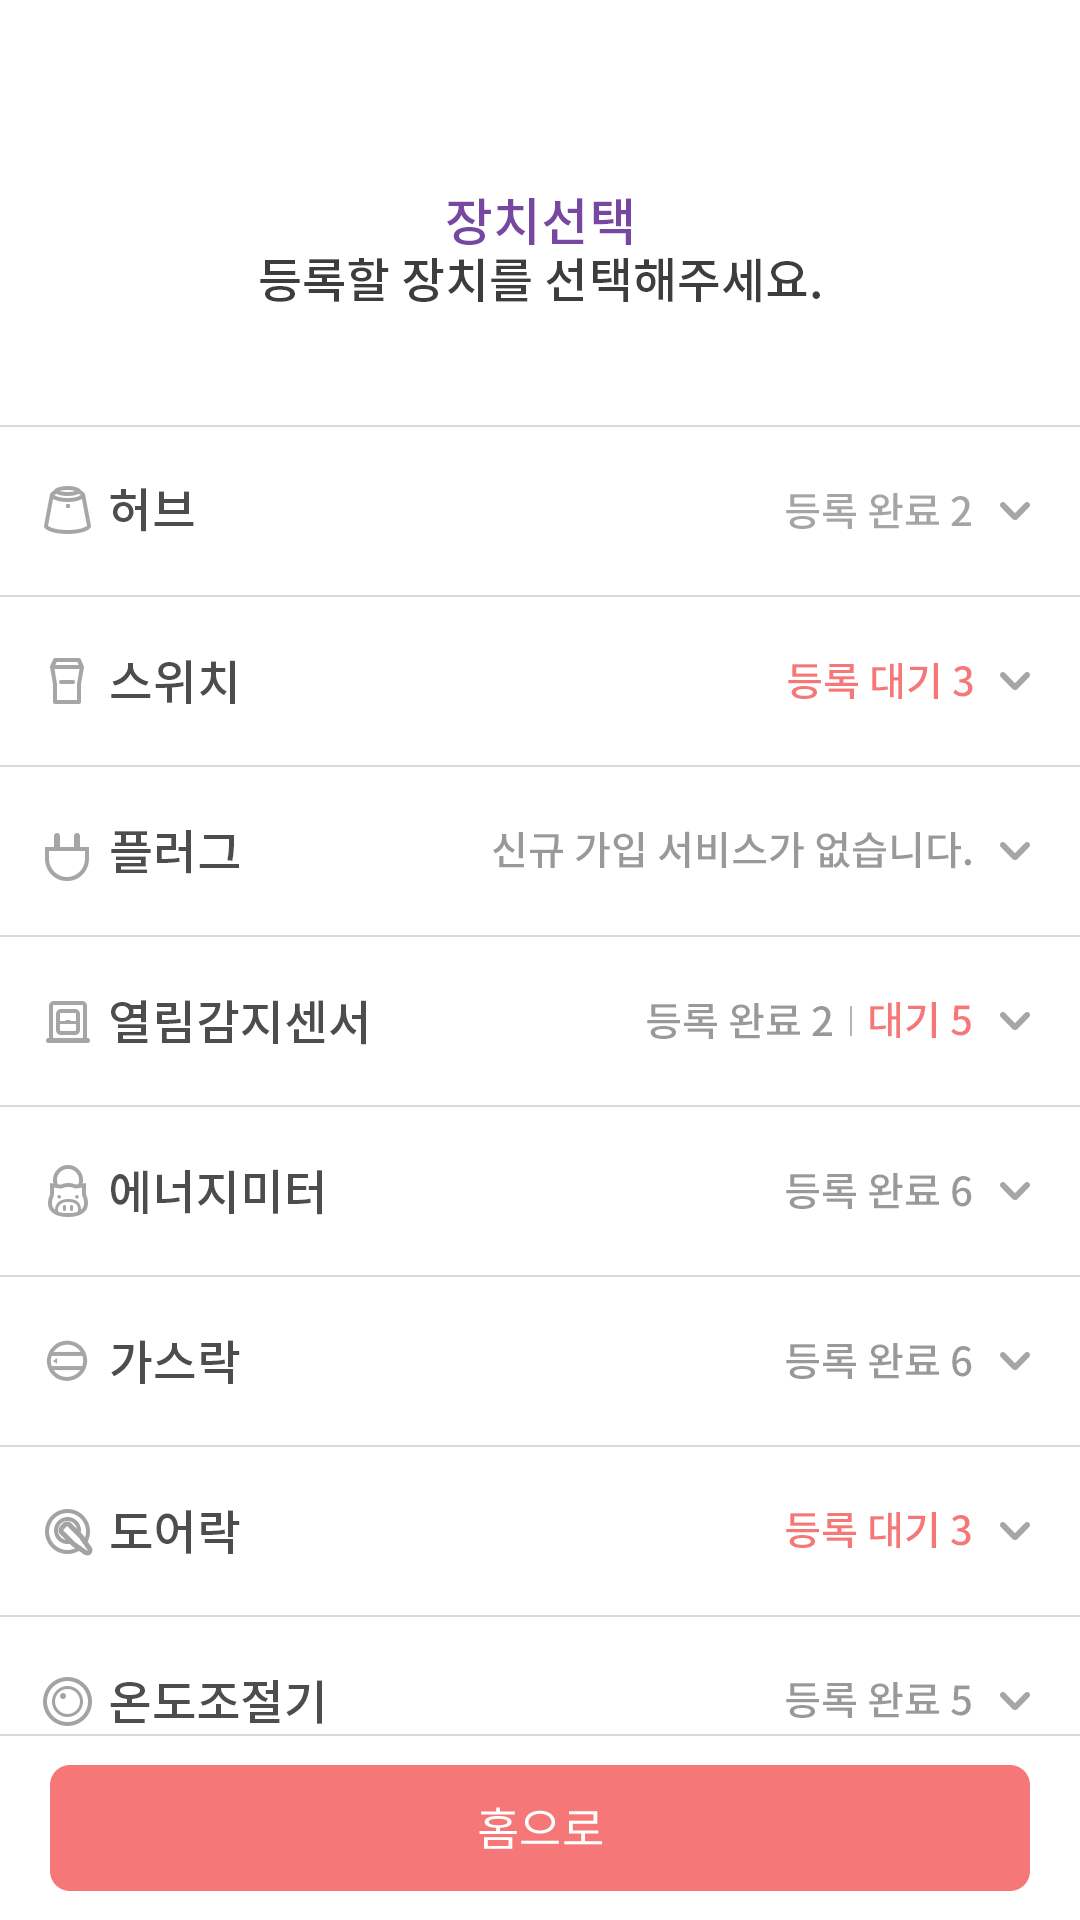 장치선택
등록할 장치를 선택해주세요.
허브 등록 완료 2
스위치 등록 대기 3
플러그 신규 가입 서비스가 없습니다.
열림감지센서 등록 완료 2 | 대기 5
에너지미터 등록 완료 6
가스락 등록 완료 6
도어락 등록 대기 3
온도조절기 등록 완료 5
홈으로